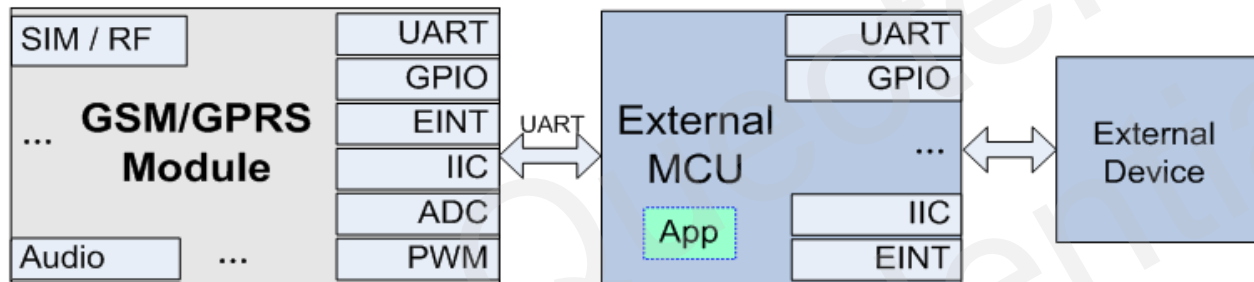 SIM / RF
...
GSM/GPRS
Module
Audio
...
UART
GPIO
EINT
IIC
ADC
PWM
UART
External
MCU
App
UART
GPIO
...
IIC
EINT
External
Device